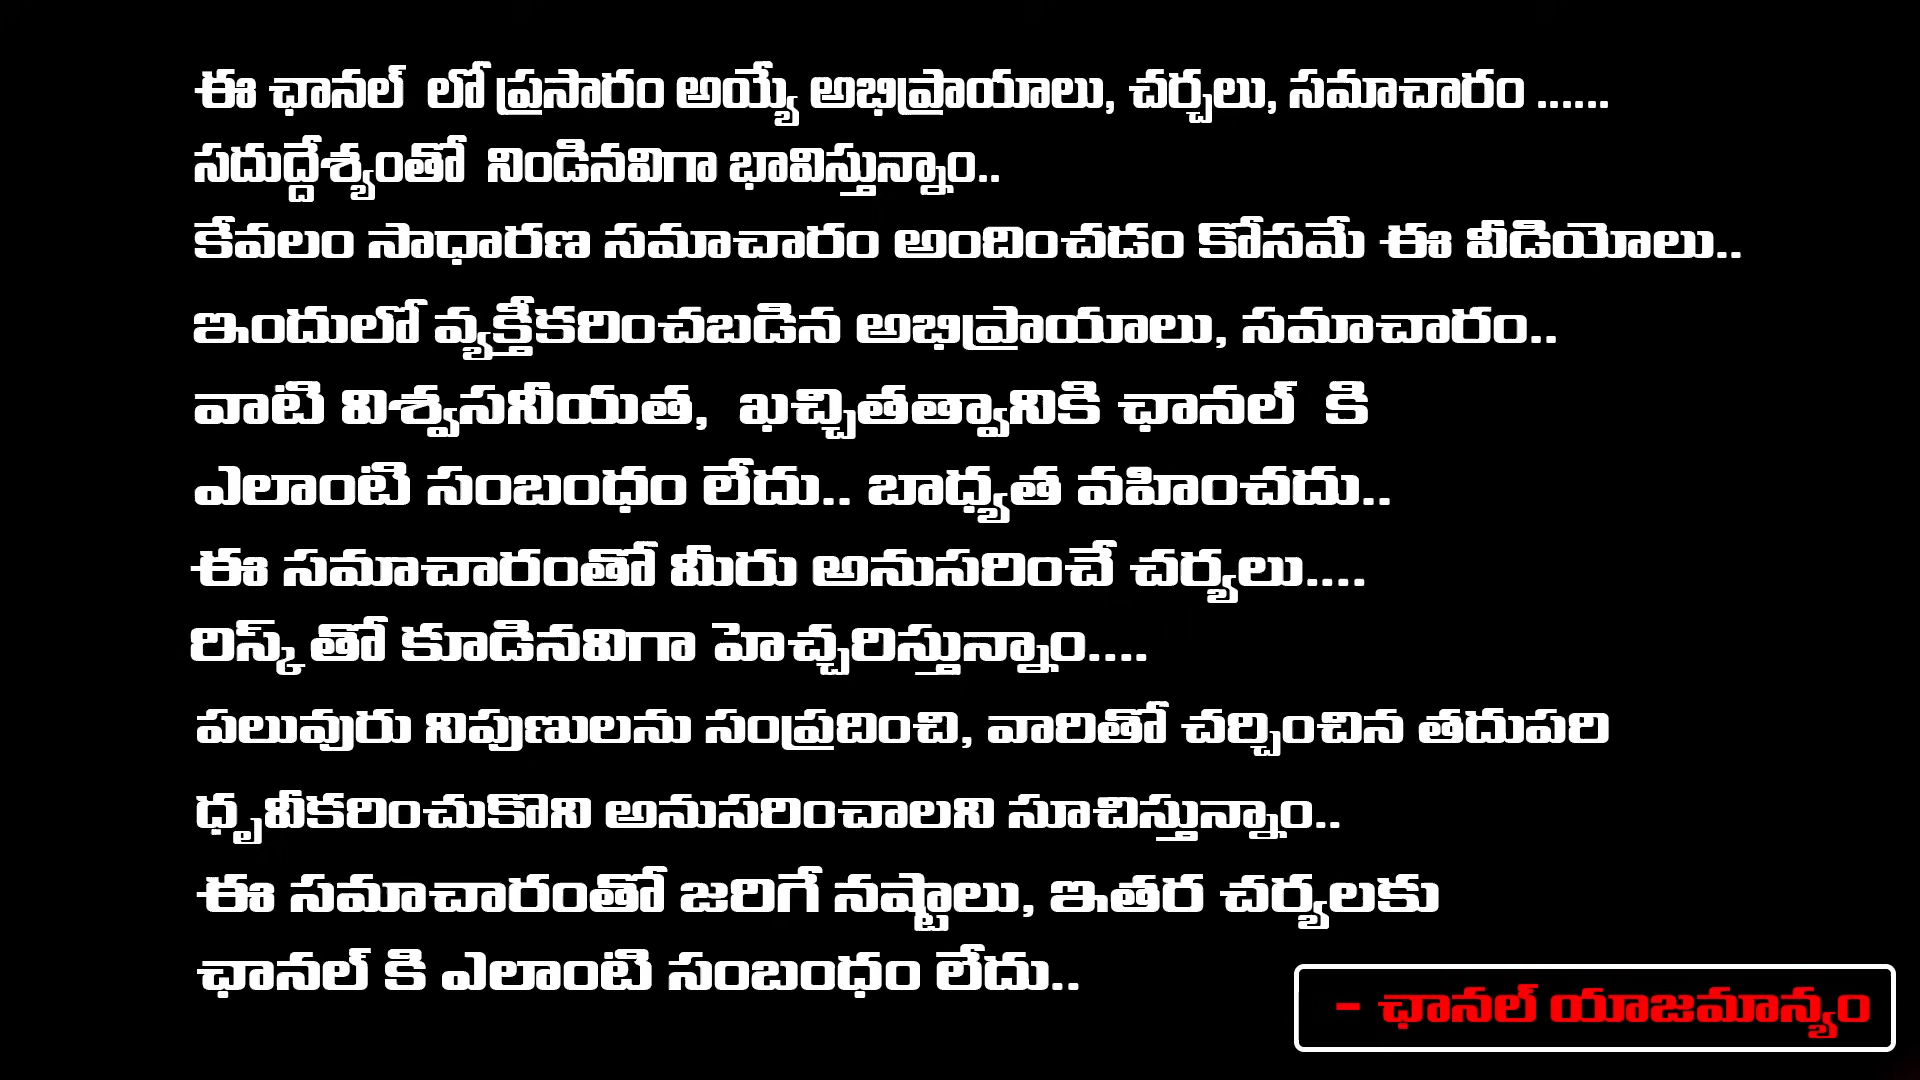 ఈ ఛానల్ లో ప్రసారం అయ్యే అభిప్రాయాలు, చర్చలు, సమాచారం ......
సదుద్దేశ్యంతో నిండినవిగా భావిస్తున్నాం..
కేవలం సాధారణ సమాచారం అందించడం కోసమే ఈ వీడియోలు..
ఇందులో వ్యక్తీకరించబడిన అభిప్రాయాలు, సమాచారం..
వాటి విశ్వసనీయత, ఖచ్చితత్వానికి ఛానల్ కి
ఎలాంటి సంబంధం లేదు.. బాధ్యత వహించదు..
ఈ సమాచారంతో మీరు అనుసరించే చర్యలు....
రిస్క్ తో కూడినవిగా హెచ్చరిస్తున్నాం....
పలువురు నిపుణులను సంప్రదించి, వారితో చర్చించిన తదుపరి
ధృవీకరించుకొని అనుసరించాలని సూచిస్తున్నాం..
ఈ సమాచారంతో జరిగే నష్టాలు, ఇతర చర్యలకు
ఛానల్ కి ఎలాంటి సంబంధం లేదు..
- ఛానల్ యాజమాన్యం